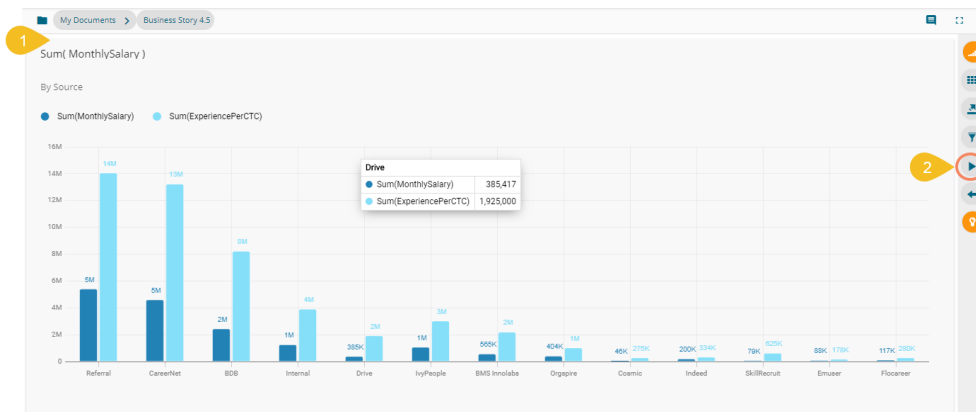 My Documents > Business Story 4.5
1
Sum( MonthlySalary )
By Source
Sum(MonthlySalary) Sum(ExperiencePerCTC)
16M
14M
12M
10M
8M
6M
4M
2M
0
5M 14M
5M 13M
2M 8M
1M 4M
385K 2M
1M 3M
565K 2M
404K 1M
46K 275K
200K 334K
79K 625K
88K 178K
117K 280K
Drive
Sum(MonthlySalary) 385,417
Sum(ExperiencePerCTC) 1,925,000
2
Referral CareerNet BDB Internal Drive IvyPeople BMS Innolabs Orgspire Cosmic Indeed SkillRecruit Emuser Flocareer